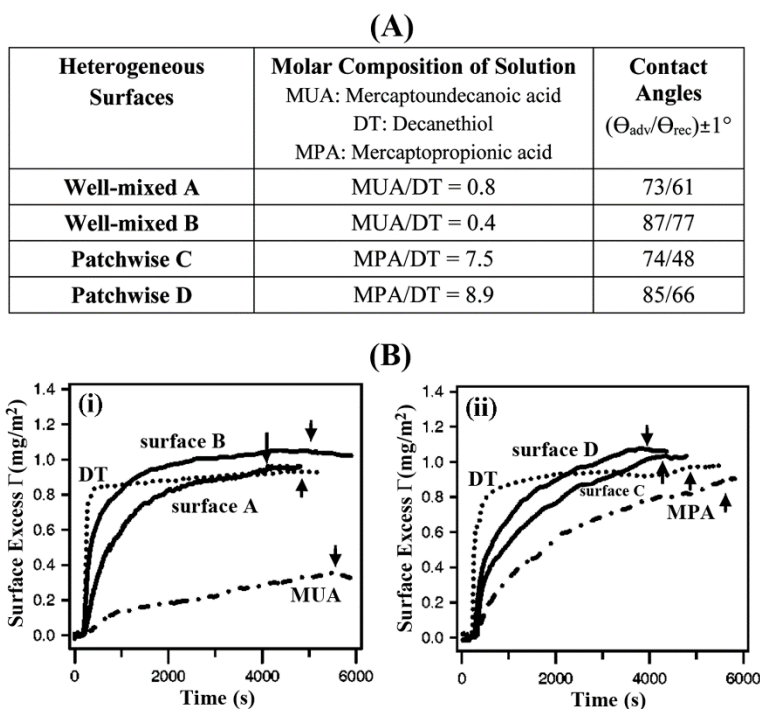 (A)
Heterogeneous Surfaces
Molar Composition of Solution
MUA: Mercaptoundecanoic acid
DT: Decanethiol
MPA: Mercaptopropionic acid
Contact Angles
(Θadv/Θrec)±1°
Well-mixed A MUA/DT = 0.8 73/61
Well-mixed B MUA/DT = 0.4 87/77
Patchwise C MPA/DT = 7.5 74/48
Patchwise D MPA/DT = 8.9 85/66
(B)
(i)
Surface Excess Γ (mg/m²)
1.4
1.2
1.0
0.8
0.6
0.4
0.2
0.0
surface B
DT
surface A
MUA
0 2000 4000 6000
Time (s)
(ii)
Surface Excess Γ (mg/m²)
1.4
1.2
1.0
0.8
0.6
0.4
0.2
0.0
surface D
DT
surface C
MPA
0 2000 4000 6000
Time (s)